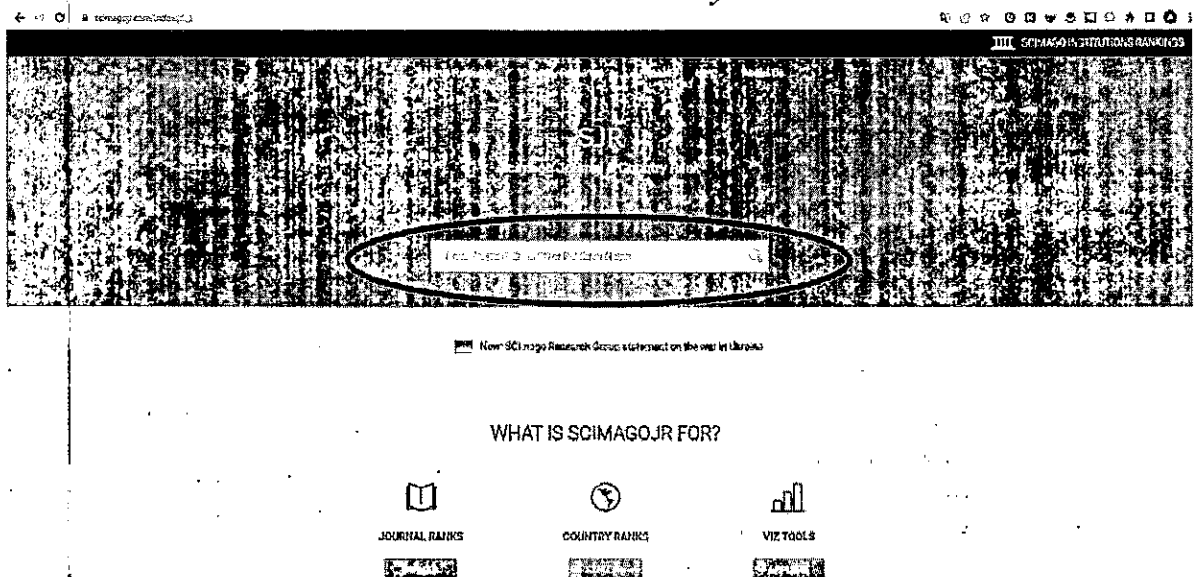 SCIMAGO INSTITUTIONS RANKINGS
SJR
New SCImago Research Group statement on the war in Ukraine
WHAT IS SCIMAGOJR FOR?
JOURNAL RANKS
COUNTRY RANKS
VIZ TOOLS